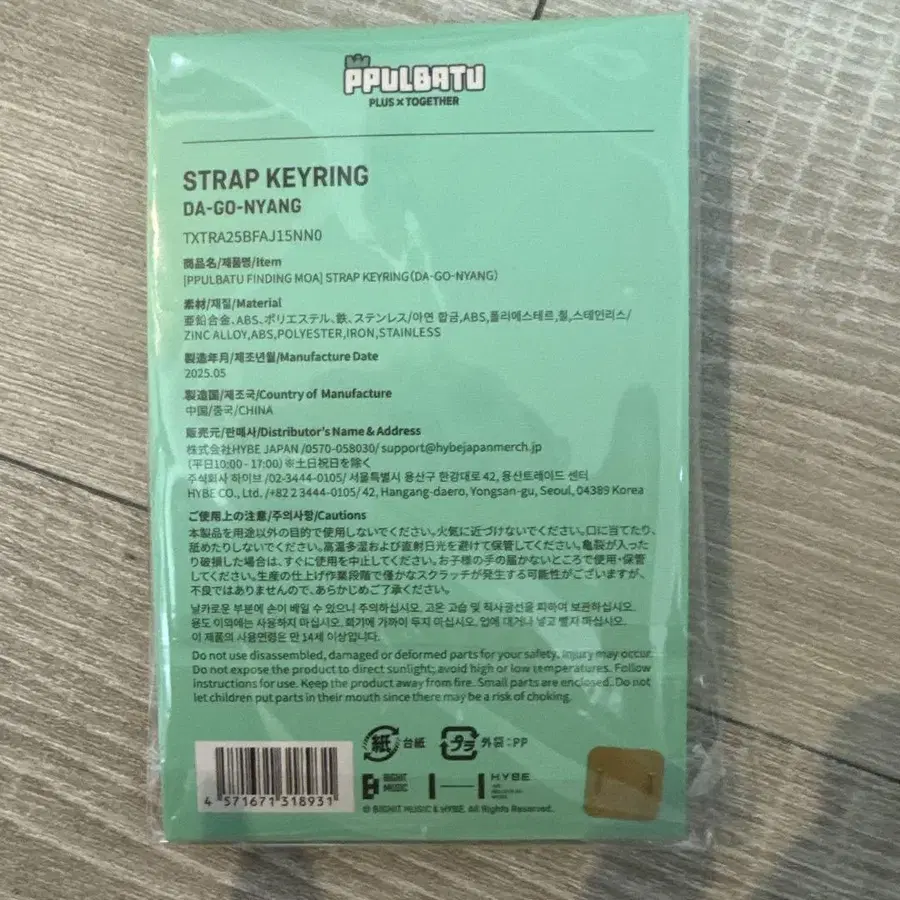 PPULBATU
PLUS × TOGETHER
STRAP KEYRING
DA-GO-NYANG
TXTRA25BFAJ15NN0
商品名/제품명/Item
[PPULBATU FINDING MOA] STRAP KEYRING(DA-GO-NYANG)
素材/재질/Material
亜鉛合金、ABS、ポリエステル、鉄、ステンレス/아연 합금,ABS,폴리에스테르,철,스테인리스/
ZINC ALLOY,ABS,POLYESTER,IRON,STAINLESS
製造年月/제조년월/Manufacture Date
2025.05
製造国/제조국/Country of Manufacture
中国/중국/CHINA
販売元/판매사/Distributor's Name & Address
株式会社HYBE JAPAN /0570-058030/ support@hybejapanmerch.jp
(平日10:00 - 17:00) ※土日祝日を除く
주식회사 하이브 /02-3444-0105/ 서울특별시 용산구 한강대로 42, 용산트레이드 센터
HYBE CO., Ltd. /+82 2 3444-0105/ 42, Hangang-daero, Yongsan-gu, Seoul, 04389 Korea
ご使用上の注意/주의사항/Cautions
本製品を用途以外の目的で使用しないでください。火気に近づけないでください。口に当てたり、
舐めたりしないでください。高温多湿および直射日光を避けて保管してください。亀裂が入った
り破損した場合は、すぐに使用を中止してください。お子様の手の届かないところで使用・保管
してください。生産の仕上げ作業段階で僅かなスクラッチが発生する可能性がございますが、
不良ではありませんので、あらかじめご了承ください。
날카로운 부분에 손이 베일 수 있으니 주의하십시오. 고온 고습 및 직사광선을 피하여 보관하십시오.
용도 이외에는 사용하지 마십시오. 화기에 가까이 두지 마십시오. 입에 대거나 넣고 빨지 마십시오.
이 제품의 사용연령은 만 14세 이상입니다.
Do not use disassembled, damaged or deformed parts for your safety, injury may occur.
Do not expose the product to direct sunlight; avoid high or low temperatures. Follow
instructions for use. Keep the product away from fire. Small parts are enclosed. Do not
let children put parts in their mouth since there may be a risk of choking.
紙 台紙 プラ 外袋:PP
BIGHIT MUSIC HYBE
4 571671 318931
© BIGHIT MUSIC & HYBE. All Rights Reserved.